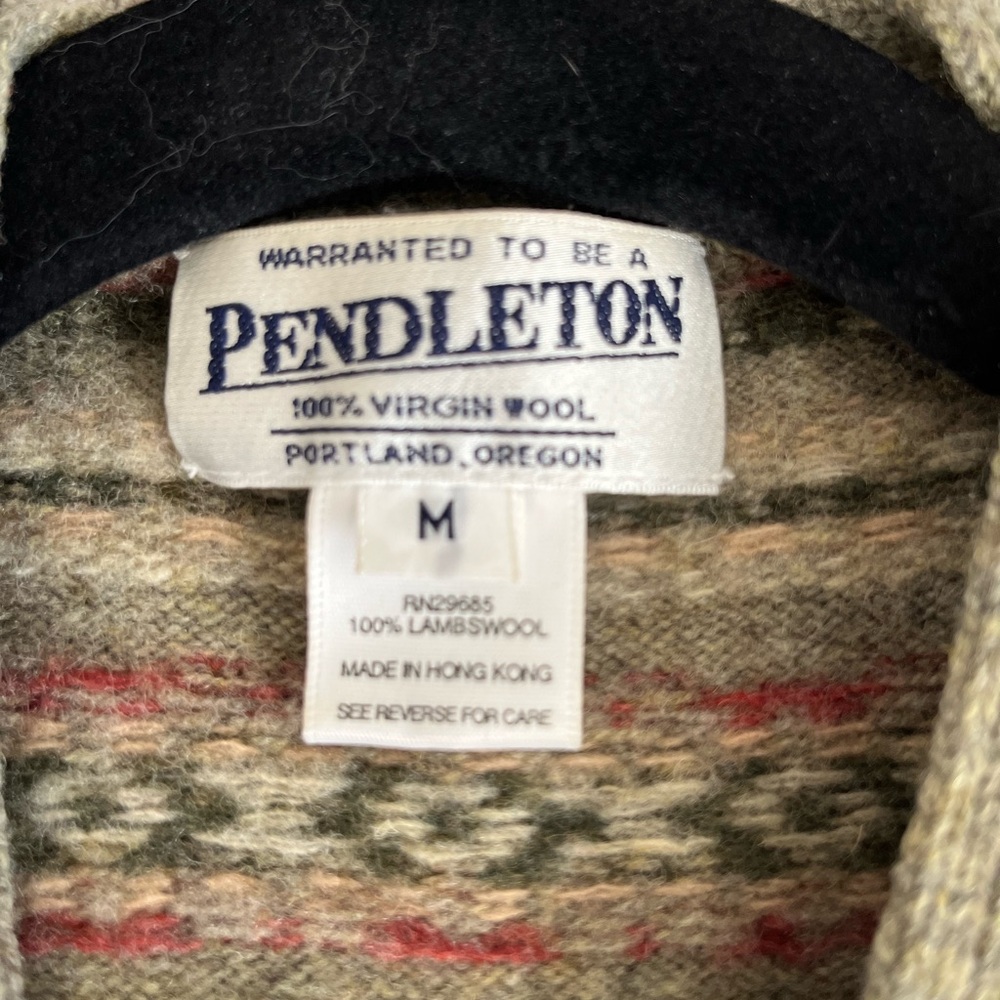 WARRANTED TO BE A
PENDLETON
100% VIRGIN WOOL
PORTLAND, OREGON
M
RN29685
100% LAMBSWOOL
MADE IN HONG KONG
SEE REVERSE FOR CARE